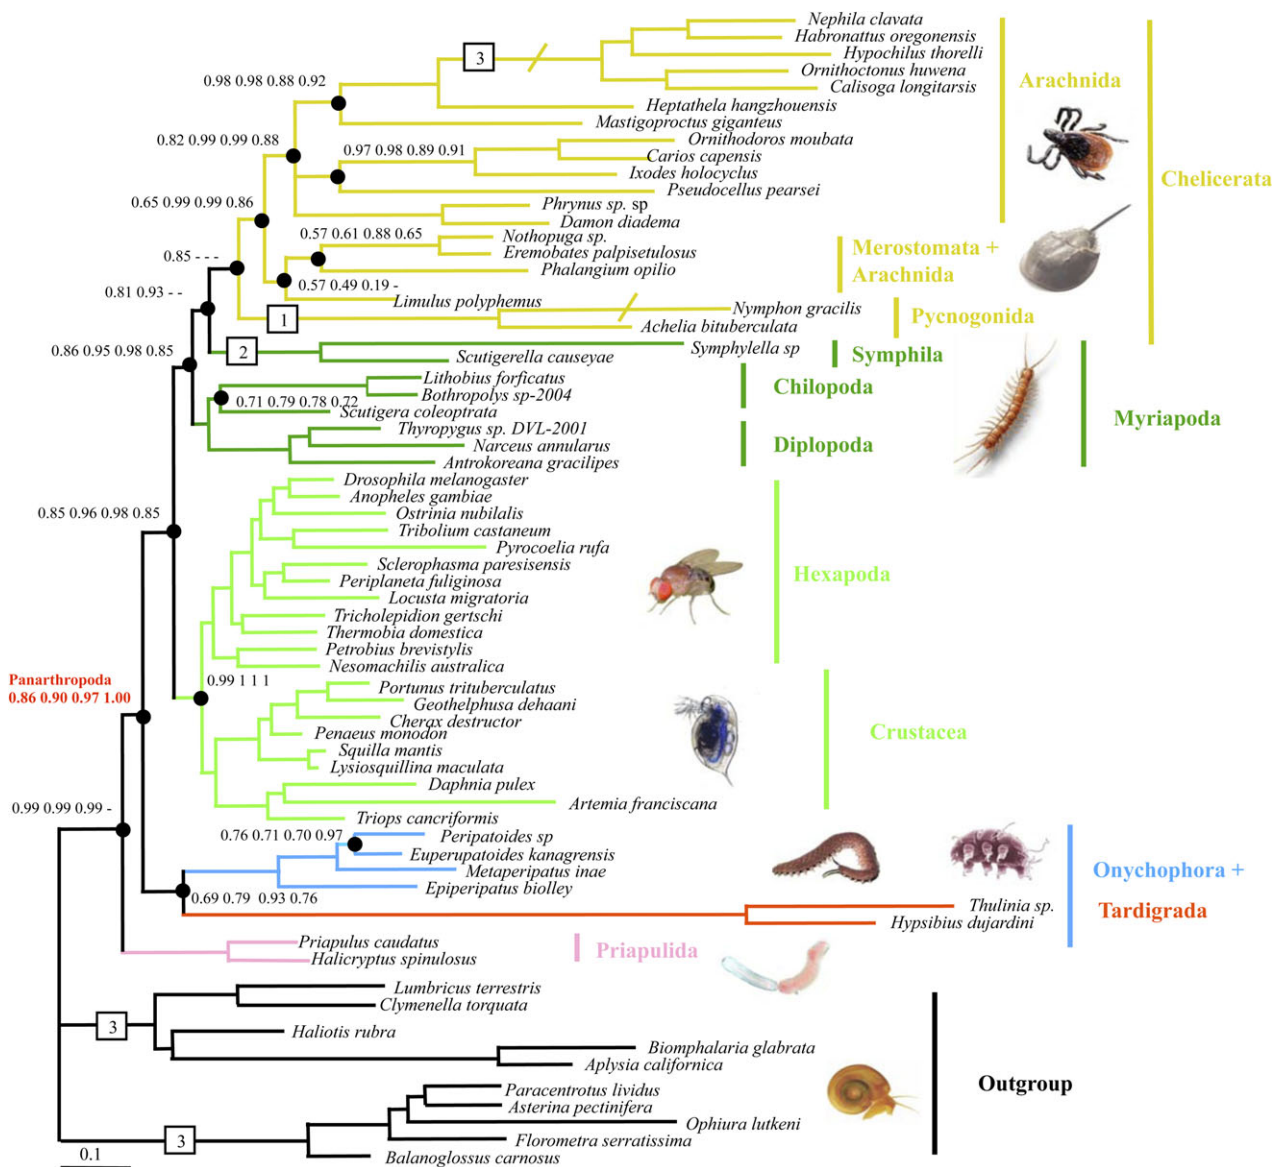 Nephila clavata
Habronattus oregonensis
3
Hypochilus thorelli
Ornithoctonus huwena
Arachnida
0.98 0.98 0.88 0.92
Calisoga longitarsis
Heptathela hangzhouensis
Mastigoproctus giganteus
0.82 0.99 0.99 0.88
Ornithodoros moubata
0.97 0.98 0.89 0.91
Carios capensis
Ixodes holocyclus
Chelicerata
Pseudocellus pearsei
0.65 0.99 0.99 0.86
Phrynus sp. sp
Damon diadema
0.57 0.61 0.88 0.65
Nothopuga sp.
Eremobates palpisetulosus
Merostomata +
Arachnida
0.85 - - -
Phalangium opilio
0.57 0.49 0.19 -
0.81 0.93 - -
Limulus polyphemus
Nymphon gracilis
1
Pycnogonida
Achelia bituberculata
0.86 0.95 0.98 0.85
2
Symphylella sp
Symphila
Scutigerella causeyae
Lithobius forficatus
Chilopoda
Bothropolys sp-2004
0.71 0.79 0.78 0.72
Scutigera coleoptrata
Myriapoda
Thyropygus sp. DVL-2001
Narceus annularus
Diplopoda
Antrokoreana gracilipes
Drosophila melanogaster
Anopheles gambiae
0.85 0.96 0.98 0.85
Ostrinia nubilalis
Tribolium castaneum
Pyrocoelia rufa
Sclerophasma paresisensis
Hexapoda
Periplaneta fuliginosa
Locusta migratoria
Tricholepidion gertschi
Thermobia domestica
Petrobius brevistylis
Nesomachilis australica
Panarthropoda
0.86 0.90 0.97 1.00
0.99 1 1 1
Portunus trituberculatus
Geothelphusa dehaani
Cherax destructor
Penaeus monodon
Crustacea
Squilla mantis
Lysiosquillina maculata
Daphnia pulex
Artemia franciscana
0.99 0.99 0.99 -
Triops cancriformis
0.76 0.71 0.70 0.97
Peripatoides sp
Euperupatoides kanagrensis
Metaperipatus inae
Onychophora +
Epiperipatus biolley
0.69 0.79 0.93 0.76
Thulinia sp.
Tardigrada
Hypsibius dujardini
Priapulus caudatus
Priapulida
Halicryptus spinulosus
Lumbricus terrestris
Clymenella torquata
3
Haliotis rubra
Biomphalaria glabrata
Aplysia californica
Outgroup
Paracentrotus lividus
Asterina pectinifera
Ophiura lutkeni
3
Florometra serratissima
0.1
Balanoglossus carnosus